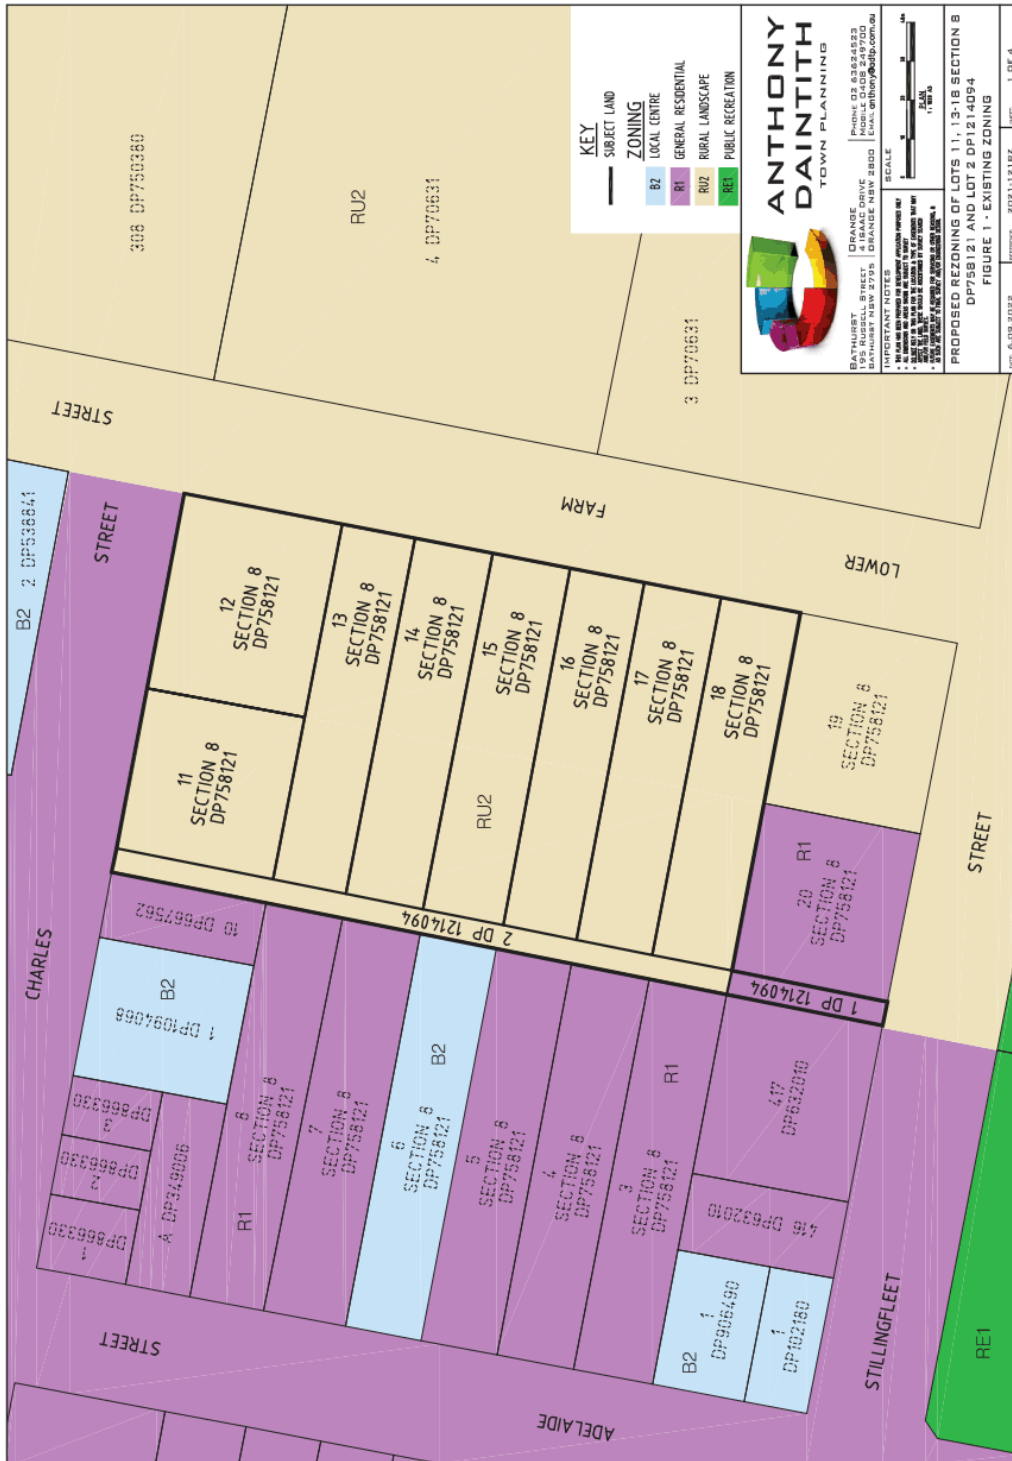 308 DP750380
RU2
4 DP70631
3 DP70631
KEY
SUBJECT LAND
ZONING
B2 LOCAL CENTRE
R1 GENERAL RESIDENTIAL
RU2 RURAL LANDSCAPE
RE1 PUBLIC RECREATION
ANTHONY
DAINTITH
TOWN PLANNING
BATHURST
195 RUSSELL STREET
BATHURST NSW 2795
ORANGE
4 ISAAC DRIVE
ORANGE NSW 2800
PHONE 02 63624523
MOBILE 0408 249700
EMAIL anthony@adtp.com.au
IMPORTANT NOTES
SCALE
PLAN
PROPOSED REZONING OF LOTS 11, 13-18 SECTION 8
DP758121 AND LOT 2 DP1214094
FIGURE 1 - EXISTING ZONING
STREET
FARM
LOWER
B2
2 DP538841
STREET
CHARLES
12
SECTION 8
DP758121
11
SECTION 8
DP758121
13
SECTION 8
DP758121
14
SECTION 8
DP758121
15
SECTION 8
DP758121
16
SECTION 8
DP758121
17
SECTION 8
DP758121
18
SECTION 8
DP758121
RU2
19
SECTION 8
DP758121
R1
20
SECTION 8
DP758121
2 DP 1214094
1 DP 1214094
10 DP667562
B2
1 DP1094068
3
DP866330
2
DP866330
1
DP866330
A DP349006
8
SECTION 8
DP758121
R1
7
SECTION 8
DP758121
6
SECTION 8
DP758121
B2
5
SECTION 8
DP758121
4
SECTION 8
DP758121
3
SECTION 8
DP758121
R1
417
DP632010
416 DP632010
B2
1
DP906490
1
DP102180
STREET
ADELAIDE
STILLINGFLEET
STREET
RE1